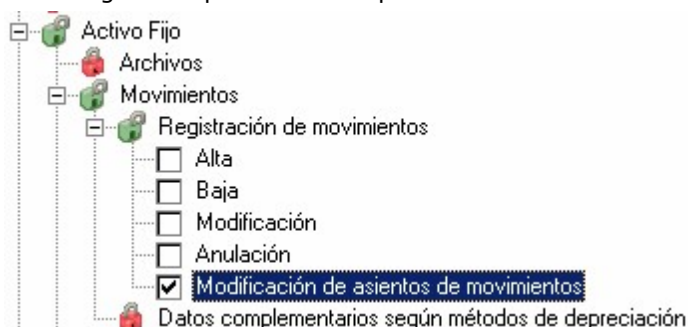 Activo Fijo
Archivos
Movimientos
Registración de movimientos
Alta
Baja
Modificación
Anulación
Modificación de asientos de movimientos
Datos complementarios según métodos de depreciación